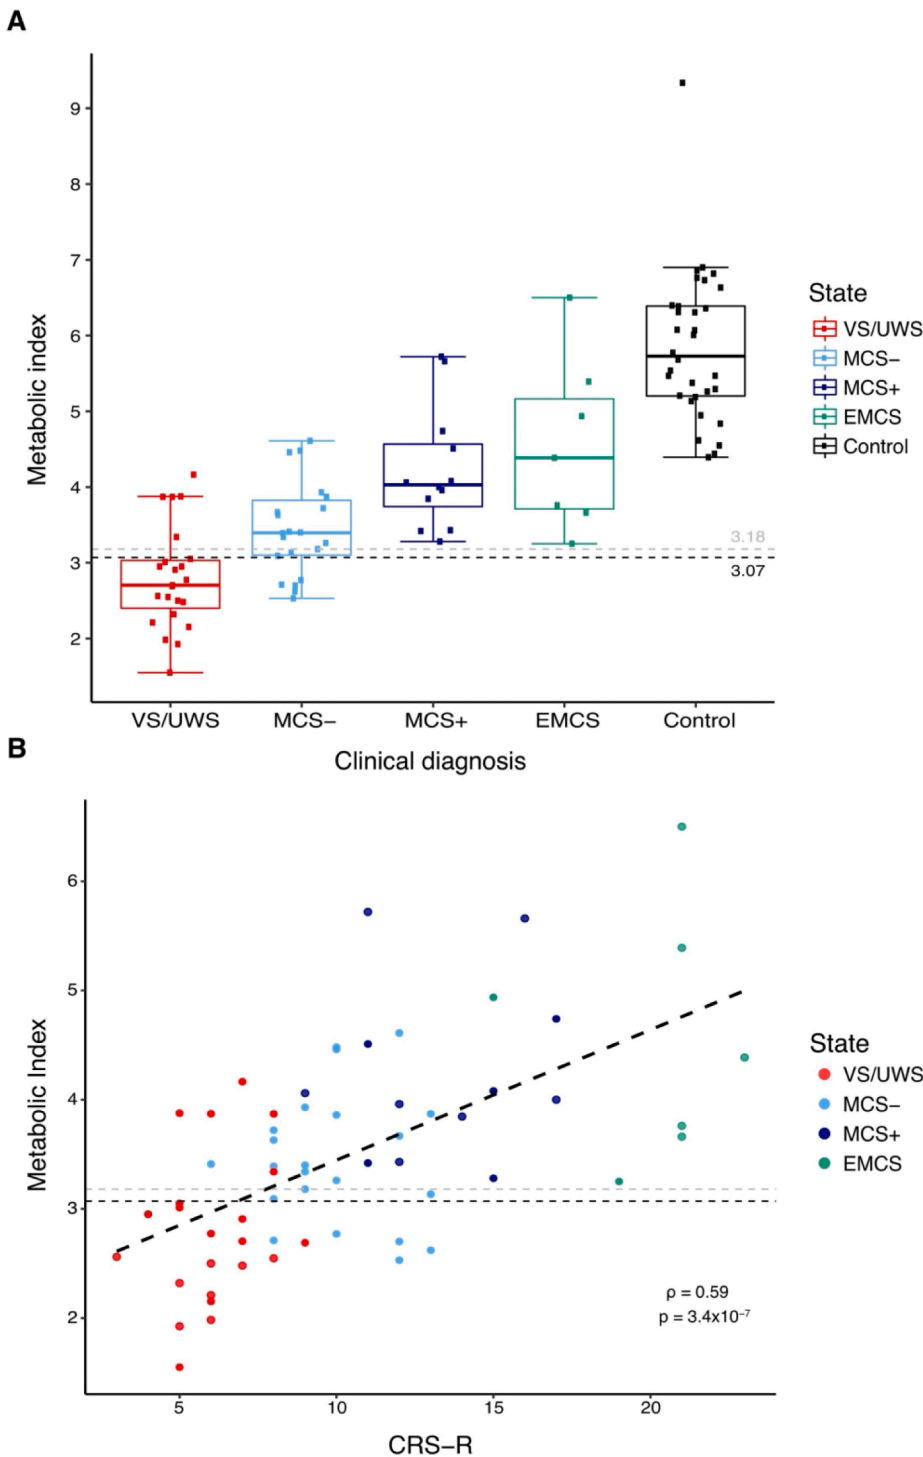 A
9
8
7
6
5
4
3
2
Metabolic index
3.18
3.07
State
VS/UWS
MCS−
MCS+
EMCS
Control
VS/UWS MCS− MCS+ EMCS Control
Clinical diagnosis
B
6
5
4
3
2
Metabolic Index
State
VS/UWS
MCS−
MCS+
EMCS
ρ = 0.59
p = 3.4x10⁻⁷
5 10 15 20
CRS−R